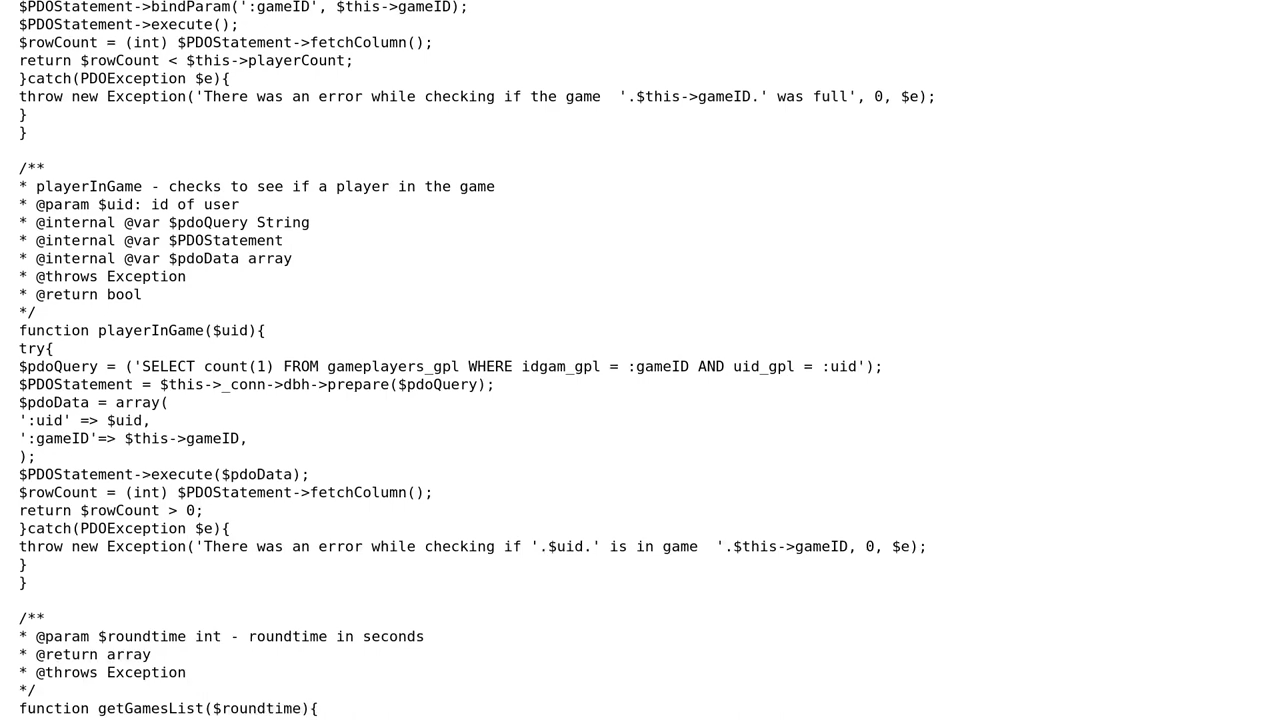 $PDOStatement->bindParam(':gameID', $this->gameID);
$PDOStatement->execute();
$rowCount = (int) $PDOStatement->fetchColumn();
return $rowCount < $this->playerCount;
}catch(PDOException $e){
throw new Exception('There was an error while checking if the game  '.$this->gameID.' was full', 0, $e);
}
}

/**
* playerInGame - checks to see if a player in the game
* @param $uid: id of user
* @internal @var $pdoQuery String
* @internal @var $PDOStatement
* @internal @var $pdoData array
* @throws Exception
* @return bool
*/
function playerInGame($uid){
try{
$pdoQuery = ('SELECT count(1) FROM gameplayers_gpl WHERE idgam_gpl = :gameID AND uid_gpl = :uid');
$PDOStatement = $this->_conn->dbh->prepare($pdoQuery);
$pdoData = array(
':uid' => $uid,
':gameID'=> $this->gameID,
);
$PDOStatement->execute($pdoData);
$rowCount = (int) $PDOStatement->fetchColumn();
return $rowCount > 0;
}catch(PDOException $e){
throw new Exception('There was an error while checking if '.$uid.' is in game  '.$this->gameID, 0, $e);
}
}

/**
* @param $roundtime int - roundtime in seconds
* @return array
* @throws Exception
*/
function getGamesList($roundtime){